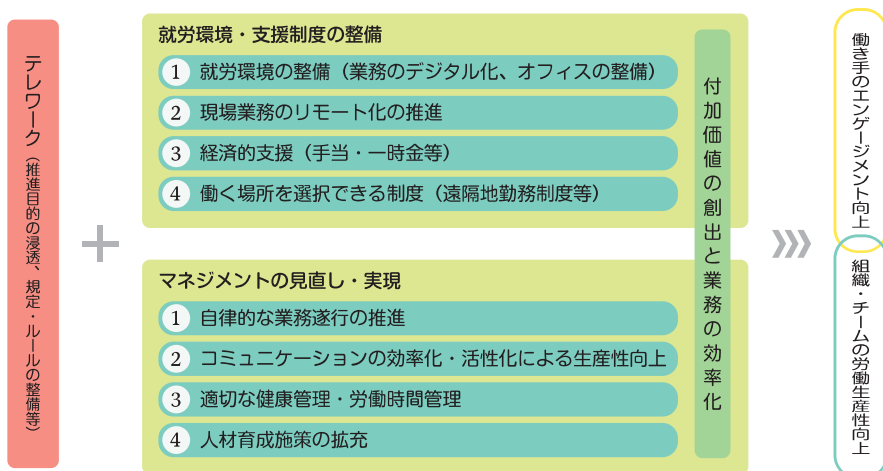 テレワーク（推進目的の浸透、規定・ルールの整備等）
就労環境・支援制度の整備
1 就労環境の整備（業務のデジタル化、オフィスの整備）
2 現場業務のリモート化の推進
3 経済的支援（手当・一時金等）
4 働く場所を選択できる制度（遠隔地勤務制度等）
マネジメントの見直し・実現
1 自律的な業務遂行の推進
2 コミュニケーションの効率化・活性化による生産性向上
3 適切な健康管理・労働時間管理
4 人材育成施策の拡充
付加価値の創出と業務の効率化
働き手のエンゲージメント向上
組織・チームの労働生産性向上